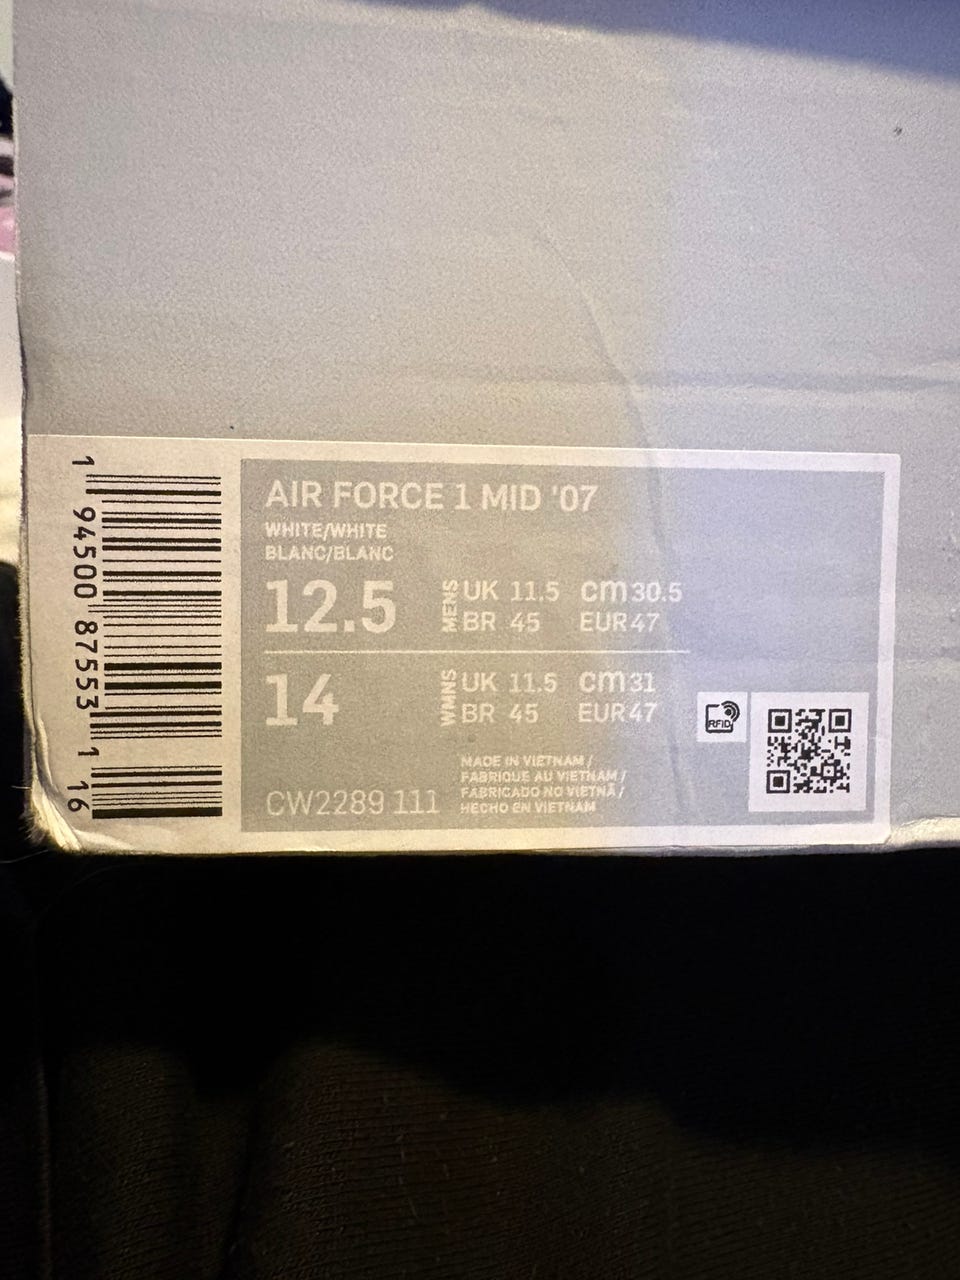 AIR FORCE 1 MID '07
WHITE/WHITE
BLANC/BLANC
12.5 MENS UK 11.5 cm 30.5
BR 45 EUR 47
14 WMNS UK 11.5 cm 31
BR 45 EUR 47
MADE IN VIETNAM /
FABRIQUE AU VIETNAM /
FABRICADO NO VIETNÃ /
HECHO EN VIETNAM
CW2289 111
RFID
1 94500 87553 1 16